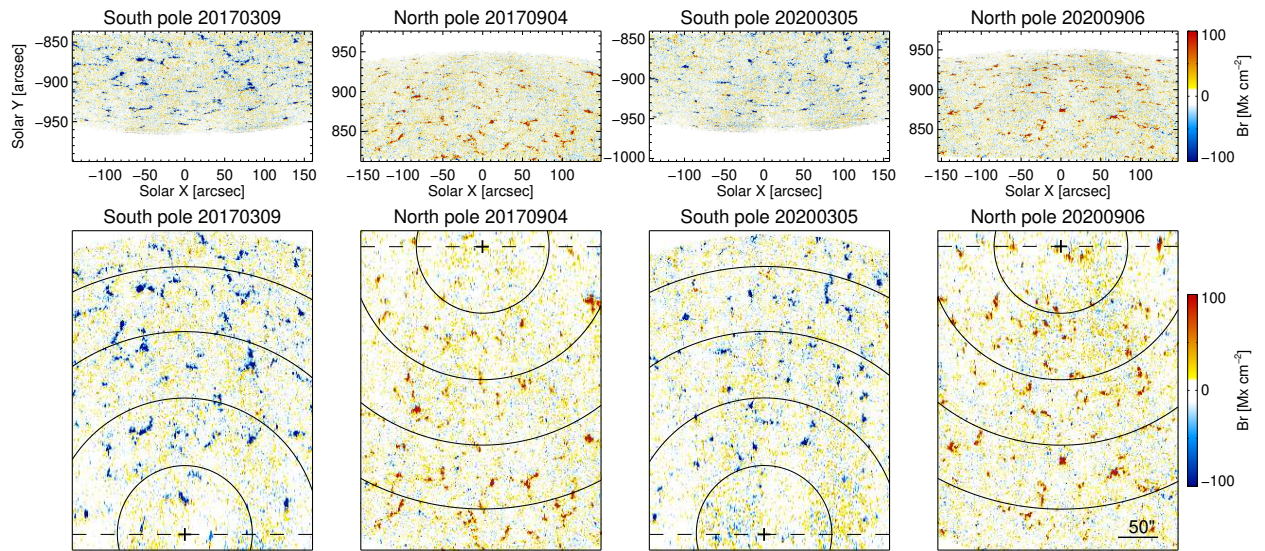 South pole 20170309
North pole 20170904
South pole 20200305
North pole 20200906
Solar Y [arcsec]
−850
−900
−950
950
900
850
−850
−900
−950
−1000
950
900
850
100
0
−100
Br [Mx cm−2]
−100 −50 0 50 100 150
−150 −100 −50 0 50 100
−100 −50 0 50 100 150
−150 −100 −50 0 50 100
Solar X [arcsec]
Solar X [arcsec]
Solar X [arcsec]
Solar X [arcsec]
South pole 20170309
North pole 20170904
South pole 20200305
North pole 20200906
100
0
−100
Br [Mx cm−2]
50"